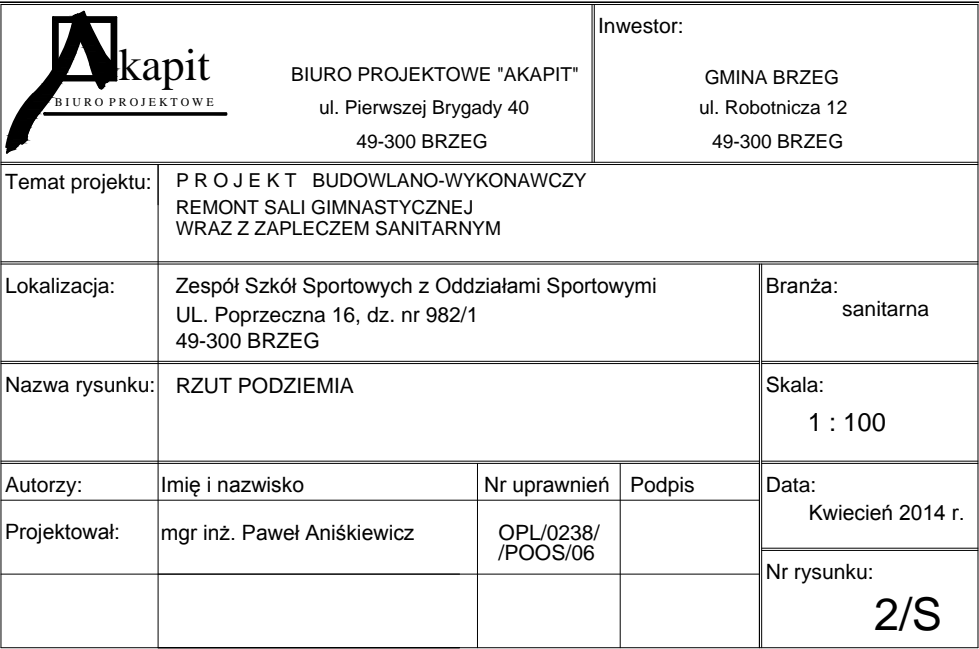 Akapit
BIURO PROJEKTOWE
BIURO PROJEKTOWE "AKAPIT"
ul. Pierwszej Brygady 40
49-300 BRZEG
Inwestor:
GMINA BRZEG
ul. Robotnicza 12
49-300 BRZEG
Temat projektu:
P R O J E K T BUDOWLANO-WYKONAWCZY
REMONT SALI GIMNASTYCZNEJ
WRAZ Z ZAPLECZEM SANITARNYM
Lokalizacja:
Zespół Szkół Sportowych z Oddziałami Sportowymi
UL. Poprzeczna 16, dz. nr 982/1
49-300 BRZEG
Branża:
sanitarna
Nazwa rysunku:
RZUT PODZIEMIA
Skala:
1 : 100
Autorzy:
Imię i nazwisko
Nr uprawnień
Podpis
Data:
Kwiecień 2014 r.
Projektował:
mgr inż. Paweł Aniśkiewicz
OPL/0238/
/POOS/06
Nr rysunku:
2/S